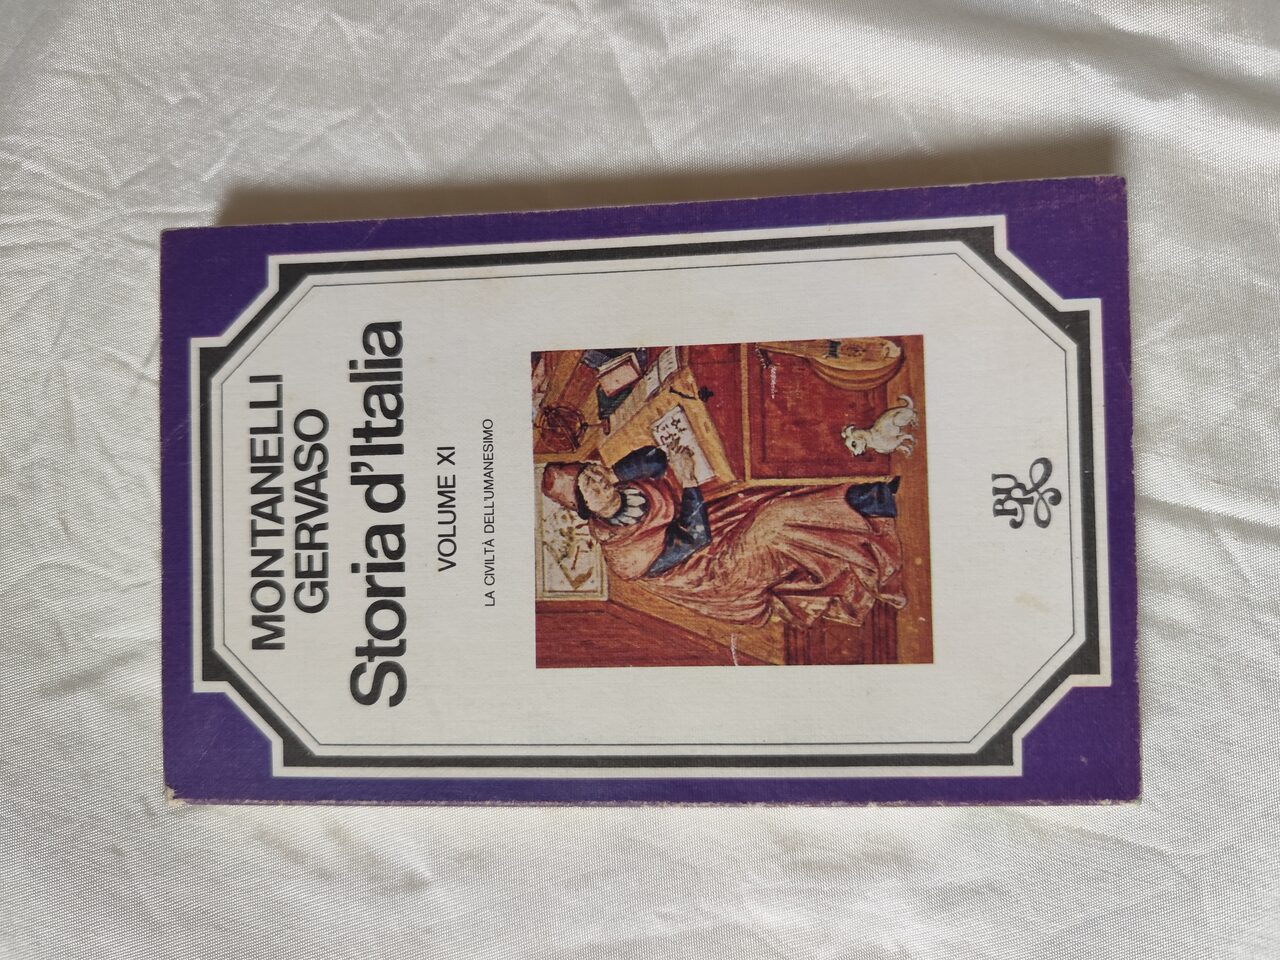 MONTANELLI
GERVASO
Storia d'Italia
VOLUME XI
LA CIVILTÀ DELL'UMANESIMO
BUR